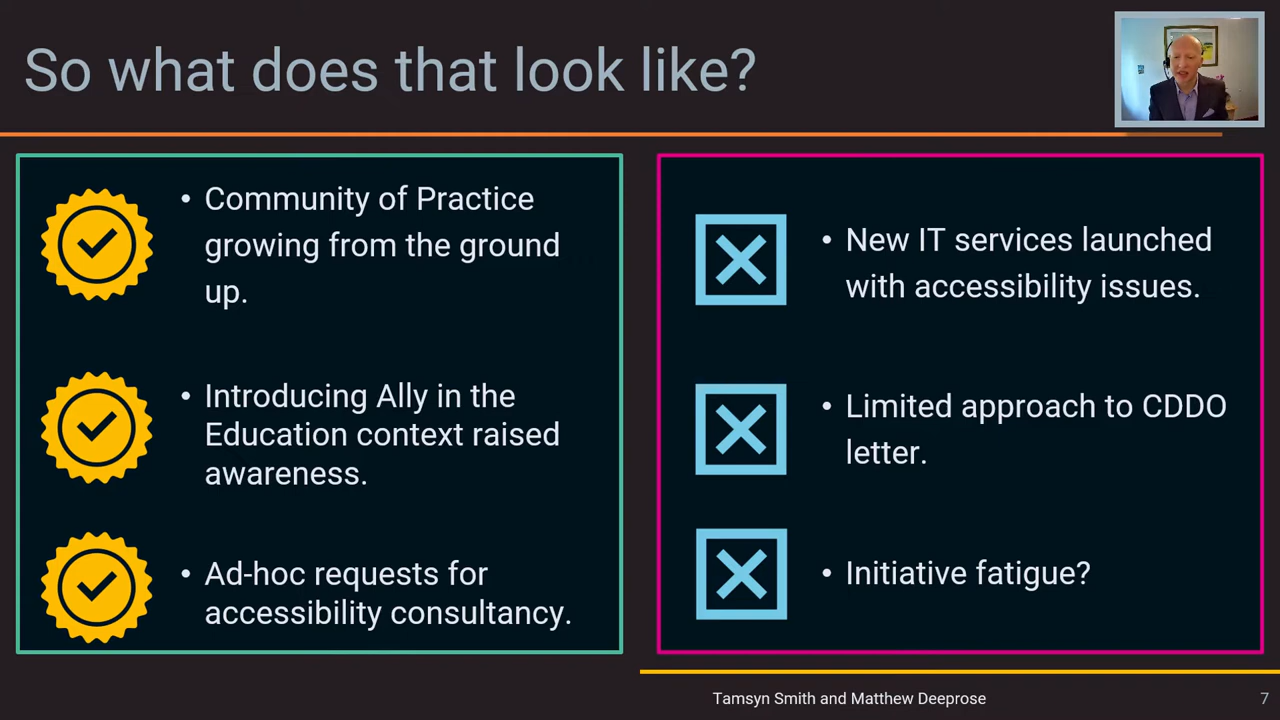 So what does that look like?
• Community of Practice
growing from the ground
up.
• Introducing Ally in the
Education context raised
awareness.
• Ad-hoc requests for
accessibility consultancy.
• New IT services launched
with accessibility issues.
• Limited approach to CDDO
letter.
• Initiative fatigue?
Tamsyn Smith and Matthew Deeprose
7